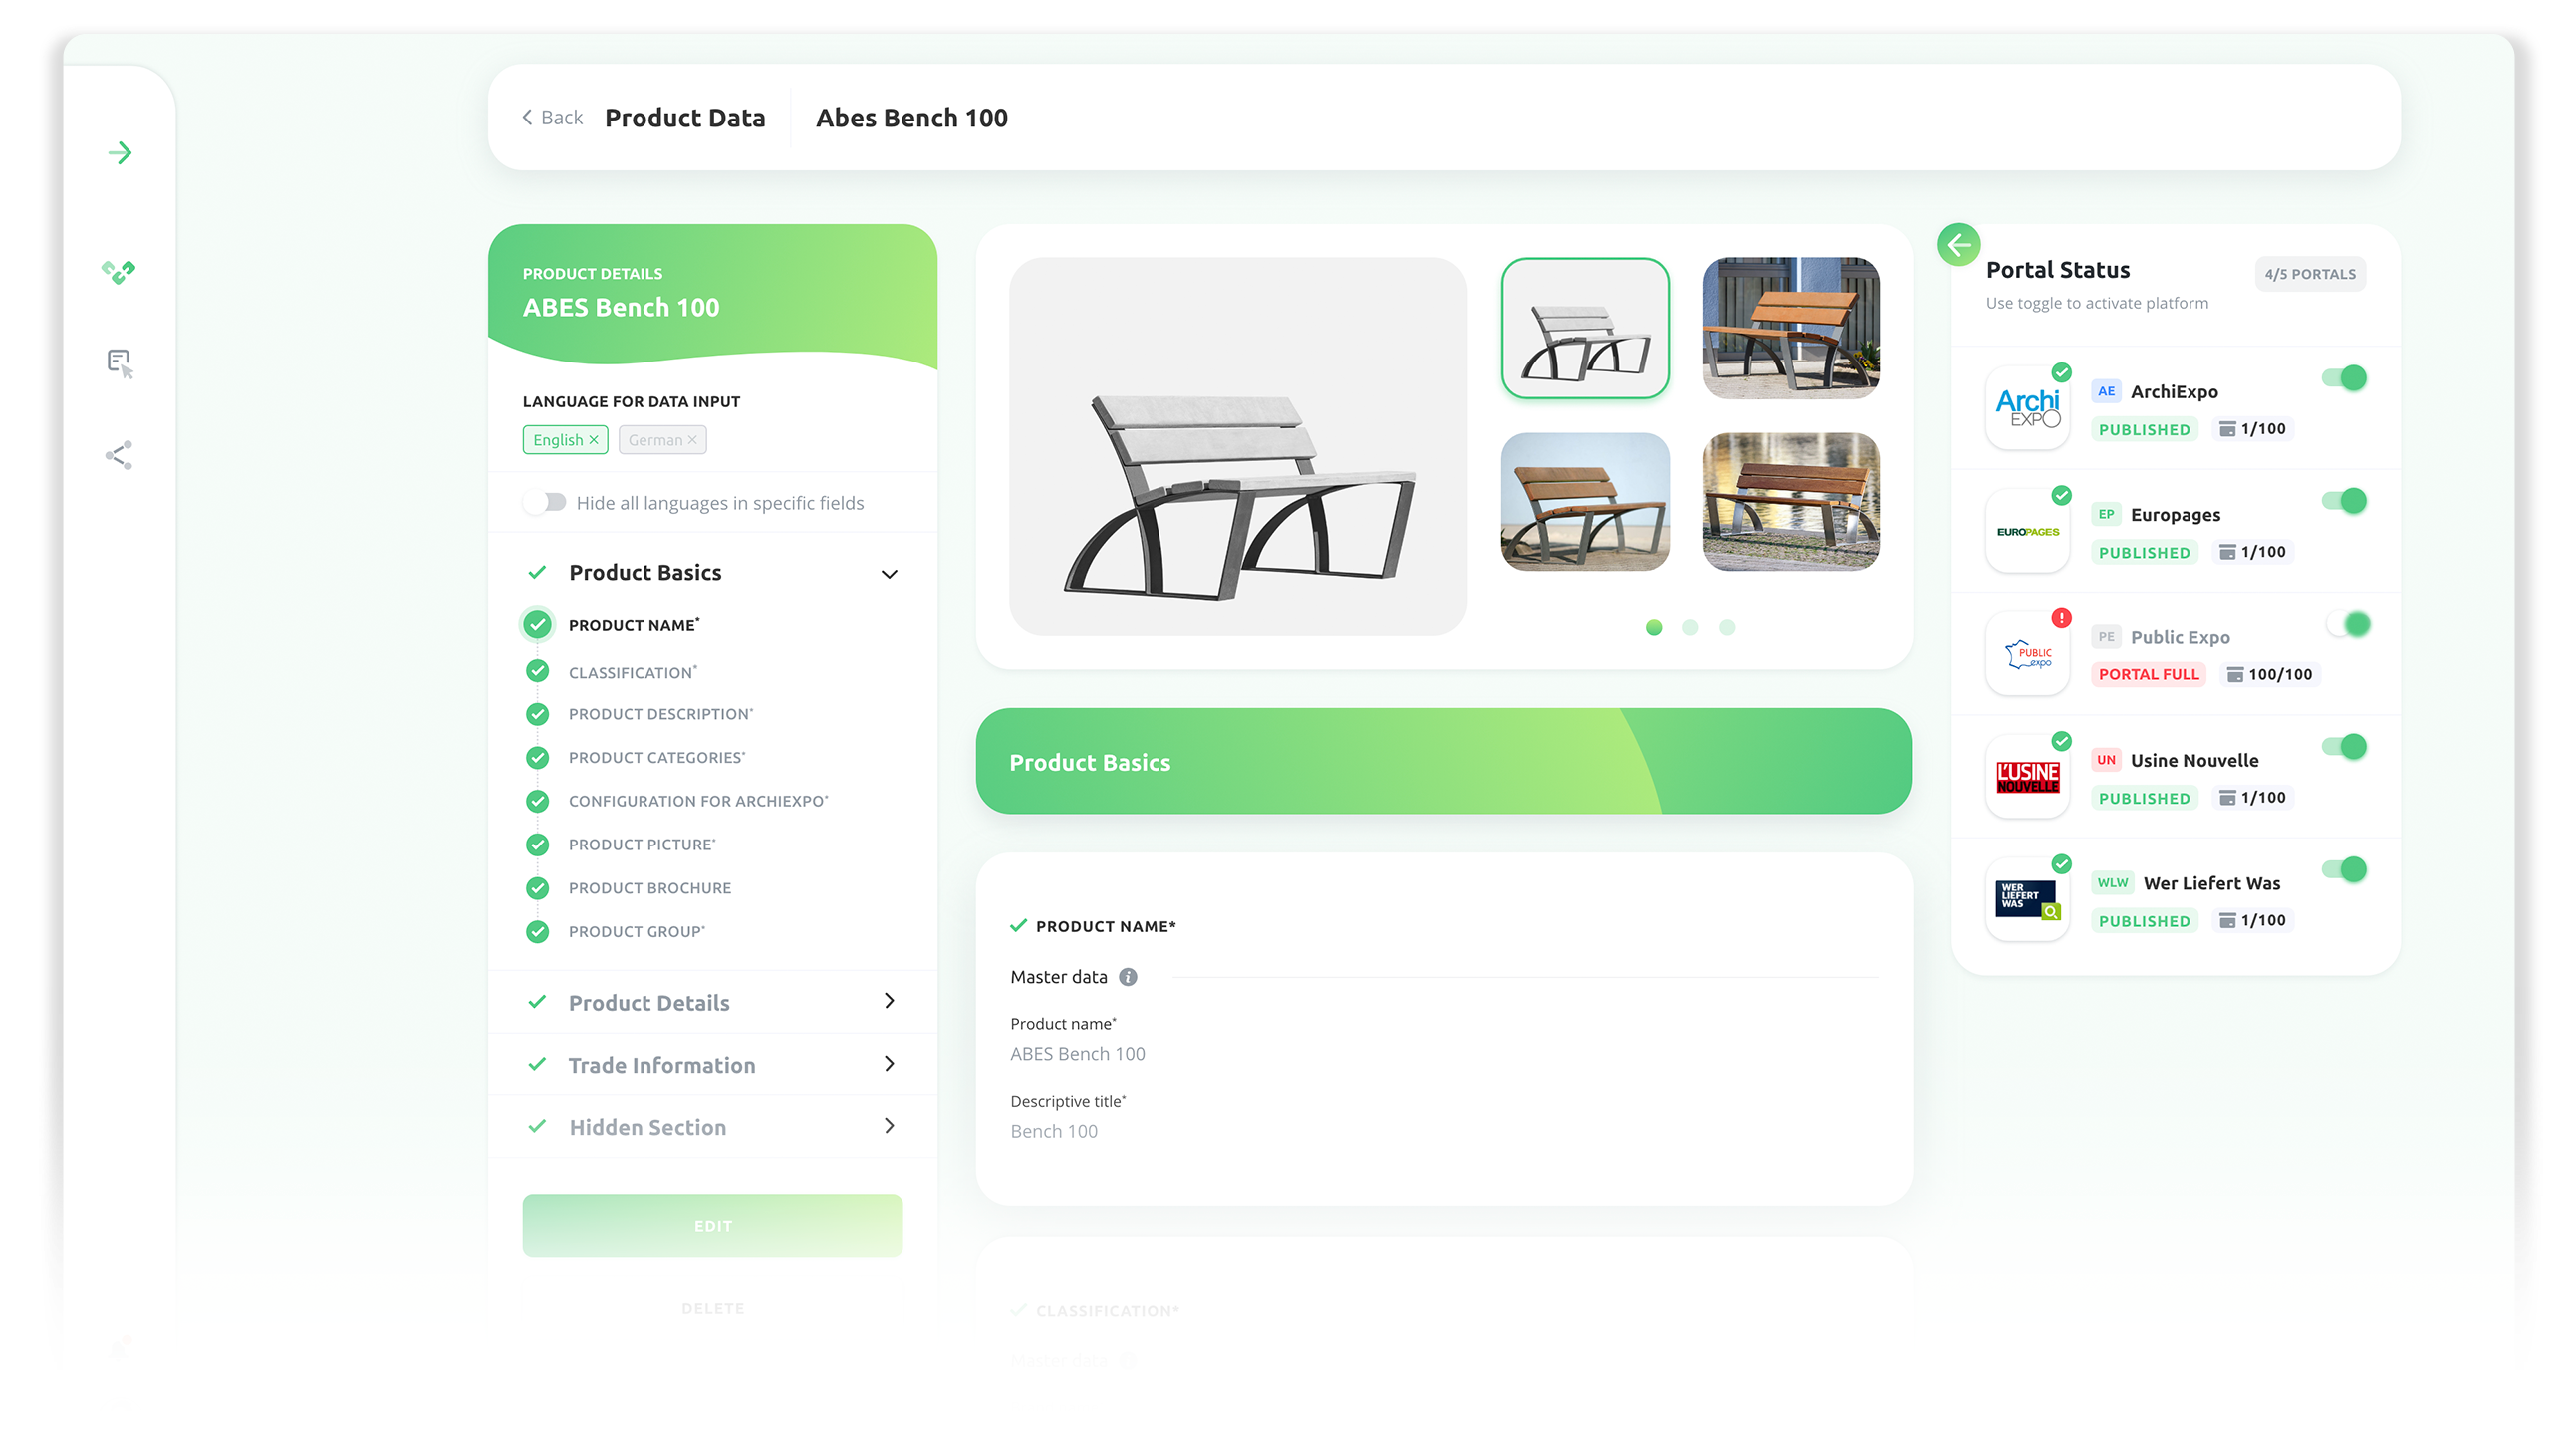 Back Product Data Abes Bench 100
PRODUCT DETAILS
ABES Bench 100
LANGUAGE FOR DATA INPUT
English × German ×
Hide all languages in specific fields
Product Basics
PRODUCT NAME*
CLASSIFICATION*
PRODUCT DESCRIPTION*
PRODUCT CATEGORIES*
CONFIGURATION FOR ARCHIEXPO*
PRODUCT PICTURE*
PRODUCT BROCHURE
PRODUCT GROUP*
Product Details
Trade Information
Hidden Section
EDIT
DELETE
Product Basics
PRODUCT NAME*
Master data
Product name*
ABES Bench 100
Descriptive title*
Bench 100
CLASSIFICATION*
Master data
Portal Status 4/5 PORTALS
Use toggle to activate platform
Archi
EXPO
AE ArchiExpo
PUBLISHED 1/100
EUROPAGES
EP Europages
PUBLISHED 1/100
PUBLIC
expo
PE Public Expo
PORTAL FULL 100/100
L'USINE
NOUVELLE
UN Usine Nouvelle
PUBLISHED 1/100
WER
LIEFERT
WAS
WLW Wer Liefert Was
PUBLISHED 1/100